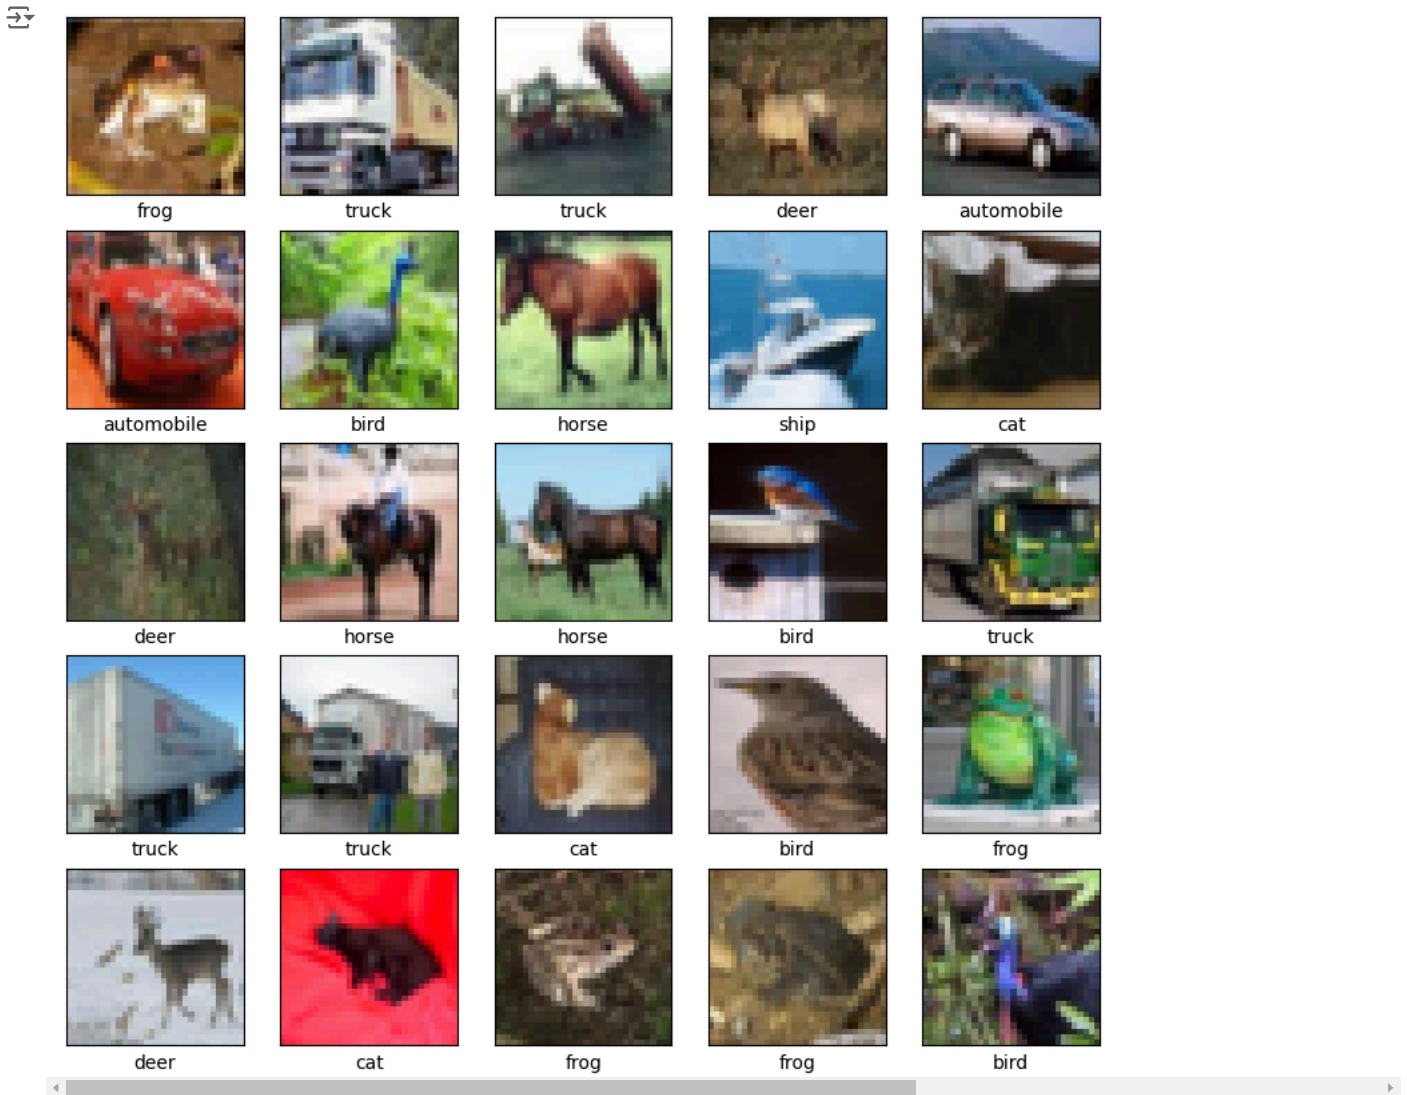 frog truck truck deer automobile
automobile bird horse ship cat
deer horse horse bird truck
truck truck cat bird frog
deer cat frog frog bird